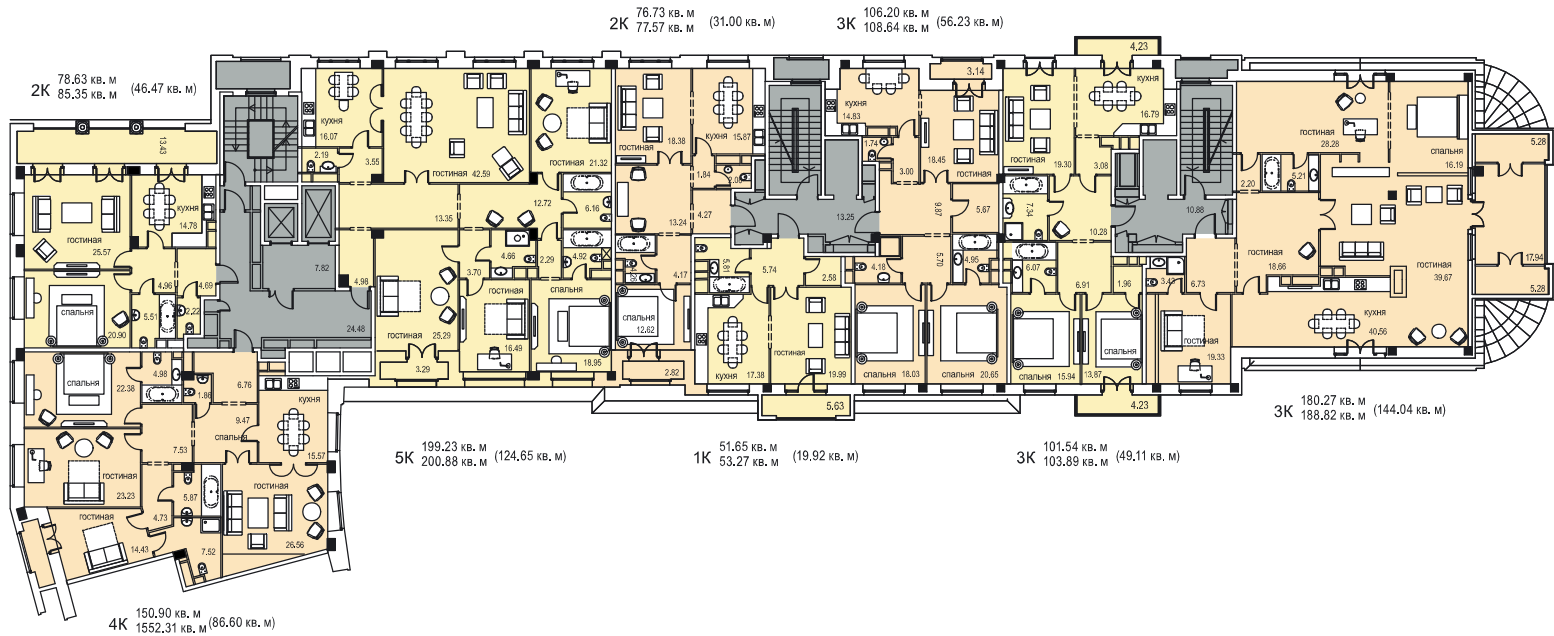 2К 76.73 кв. м (31.00 кв. м)
77.57 кв. м
3К 106.20 кв. м (56.23 кв. м)
108.64 кв. м
2К 78.63 кв. м (46.47 кв. м)
85.35 кв. м
13.43
гостиная
25.57
кухня
14.78
4.96
4.69
5.51
2.22
спальня
20.90
7.82
24.48
кухня
16.07
2.19
3.55
гостиная 42.59
гостиная
21.32
13.35
12.72
6.16
4.98
3.70
4.66
2.29
4.92
гостиная
25.29
16.49
спальня
18.95
3.29
18.38
кухня
15.87
1.84
2.08
13.24
4.27
4.17
спальня
12.62
2.82
5.81
5.74
2.58
кухня 17.38
гостиная
19.99
5.63
13.25
кухня
14.83
3.14
1.74
3.00
18.45
9.87
5.67
4.18
5.70
4.95
спальня 18.03
спальня 20.65
4.23
гостиная 19.30
кухня
16.79
3.08
7.34
10.28
6.07
6.91
1.96
спальня 15.94
спальня
13.87
4.23
10.88
3.43
6.73
гостиная
19.33
гостиная
28.28
спальня
16.19
2.20
5.21
гостиная
18.66
гостиная
39.67
кухня
40.56
5.28
17.94
5.28
спальня
22.38
4.98
1.86
6.76
9.47
спальня
кухня
15.57
7.53
гостиная
23.23
5.87
4.73
гостиная
14.43
7.52
гостиная
26.56
5К 199.23 кв. м (124.65 кв. м)
200.88 кв. м
1К 51.65 кв. м (19.92 кв. м)
53.27 кв. м
3К 101.54 кв. м (49.11 кв. м)
103.89 кв. м
3К 180.27 кв. м (144.04 кв. м)
188.82 кв. м
4К 150.90 кв. м (86.60 кв. м)
1552.31 кв. м